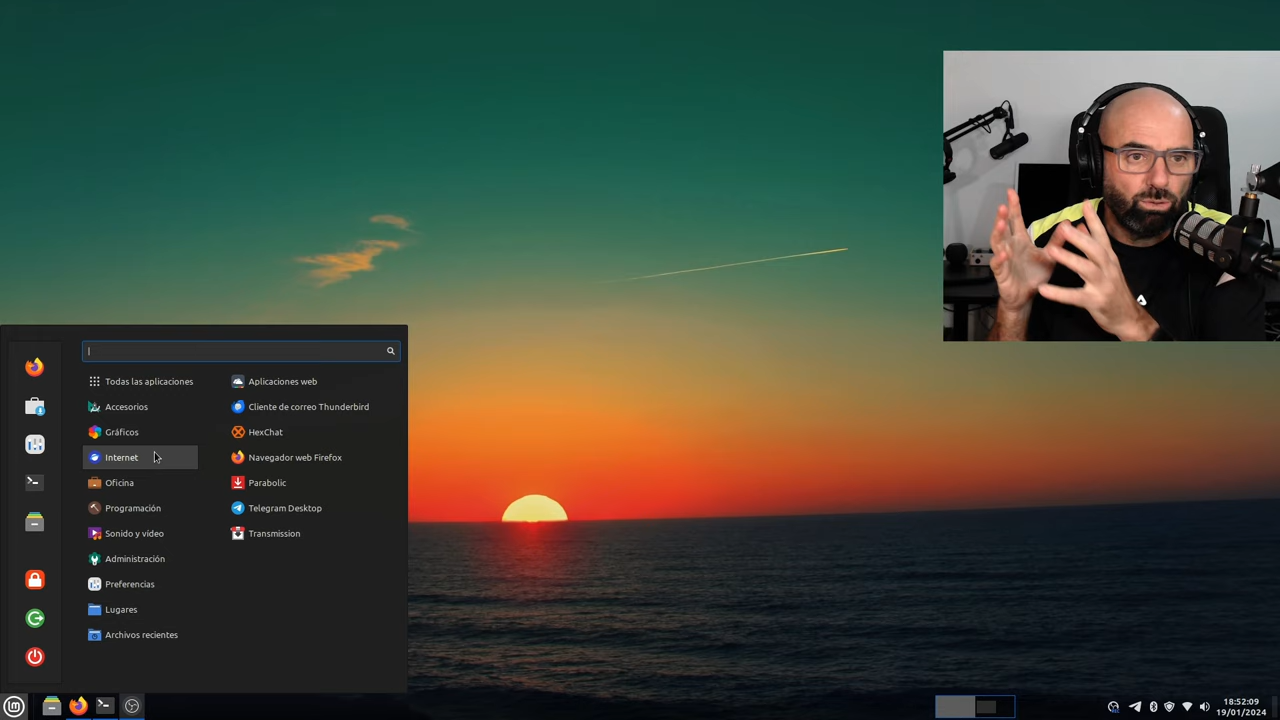 Todas las aplicaciones
Accesorios
Gráficos
Internet
Oficina
Programación
Sonido y vídeo
Administración
Preferencias
Lugares
Archivos recientes
Aplicaciones web
Cliente de correo Thunderbird
HexChat
Navegador web Firefox
Parabolic
Telegram Desktop
Transmission
18:52:09
19/01/2024